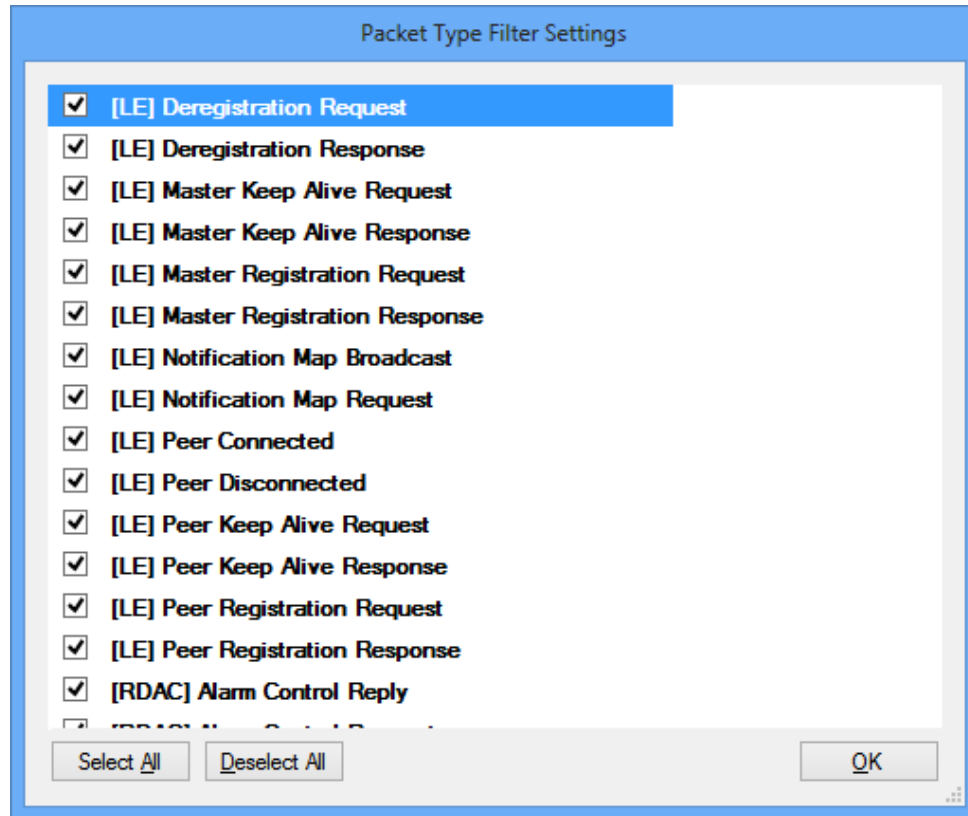 Packet Type Filter Settings
[LE] Deregistration Request
[LE] Deregistration Response
[LE] Master Keep Alive Request
[LE] Master Keep Alive Response
[LE] Master Registration Request
[LE] Master Registration Response
[LE] Notification Map Broadcast
[LE] Notification Map Request
[LE] Peer Connected
[LE] Peer Disconnected
[LE] Peer Keep Alive Request
[LE] Peer Keep Alive Response
[LE] Peer Registration Request
[LE] Peer Registration Response
[RDAC] Alarm Control Reply
Select All Deselect All OK